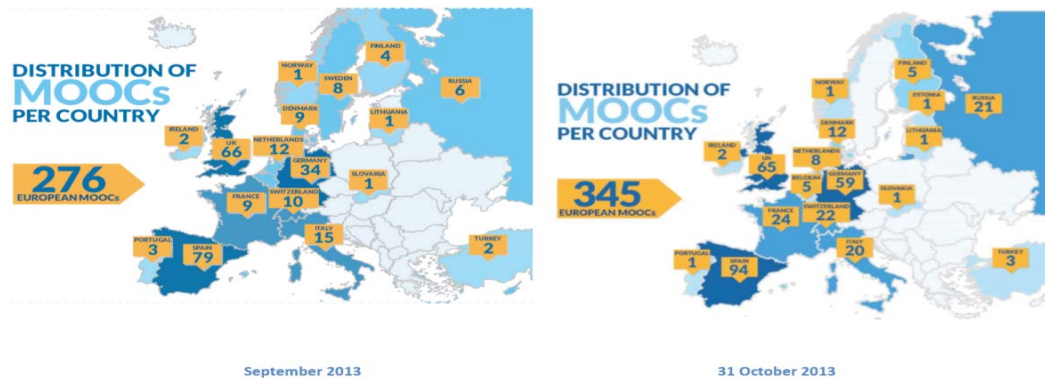 DISTRIBUTION OF
MOOCs
PER COUNTRY
276
EUROPEAN MOOCs
FINLAND
4
NORWAY
1
SWEDEN
8
RUSSIA
6
DENMARK
9
LITHUANIA
1
IRELAND
2
UK
66
NETHERLANDS
12
GERMANY
34
SLOVAKIA
1
FRANCE
9
SWITZERLAND
10
ITALY
15
PORTUGAL
3
SPAIN
79
TURKEY
2
September 2013
DISTRIBUTION OF
MOOCs
PER COUNTRY
345
EUROPEAN MOOCs
FINLAND
5
NORWAY
1
ESTONIA
1
RUSSIA
21
DENMARK
12
LITHUANIA
1
IRELAND
2
UK
65
NETHERLANDS
8
BELGIUM
5
GERMANY
59
SLOVAKIA
1
FRANCE
24
SWITZERLAND
22
ITALY
20
PORTUGAL
1
SPAIN
94
TURKEY
3
31 October 2013